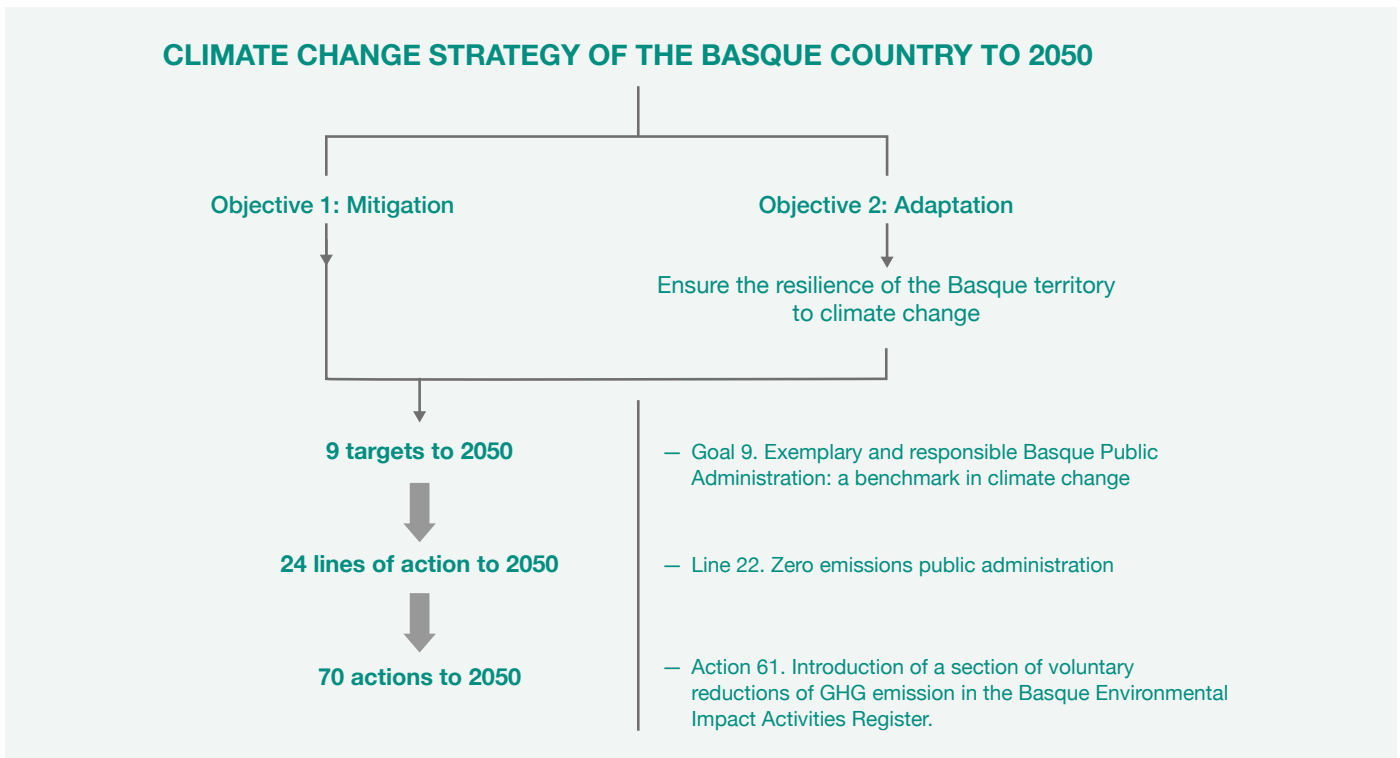 CLIMATE CHANGE STRATEGY OF THE BASQUE COUNTRY TO 2050
Objective 1: Mitigation
Objective 2: Adaptation
Ensure the resilience of the Basque territory
to climate change
9 targets to 2050
— Goal 9. Exemplary and responsible Basque Public
Administration: a benchmark in climate change
24 lines of action to 2050
— Line 22. Zero emissions public administration
70 actions to 2050
— Action 61. Introduction of a section of voluntary
reductions of GHG emission in the Basque Environmental
Impact Activities Register.